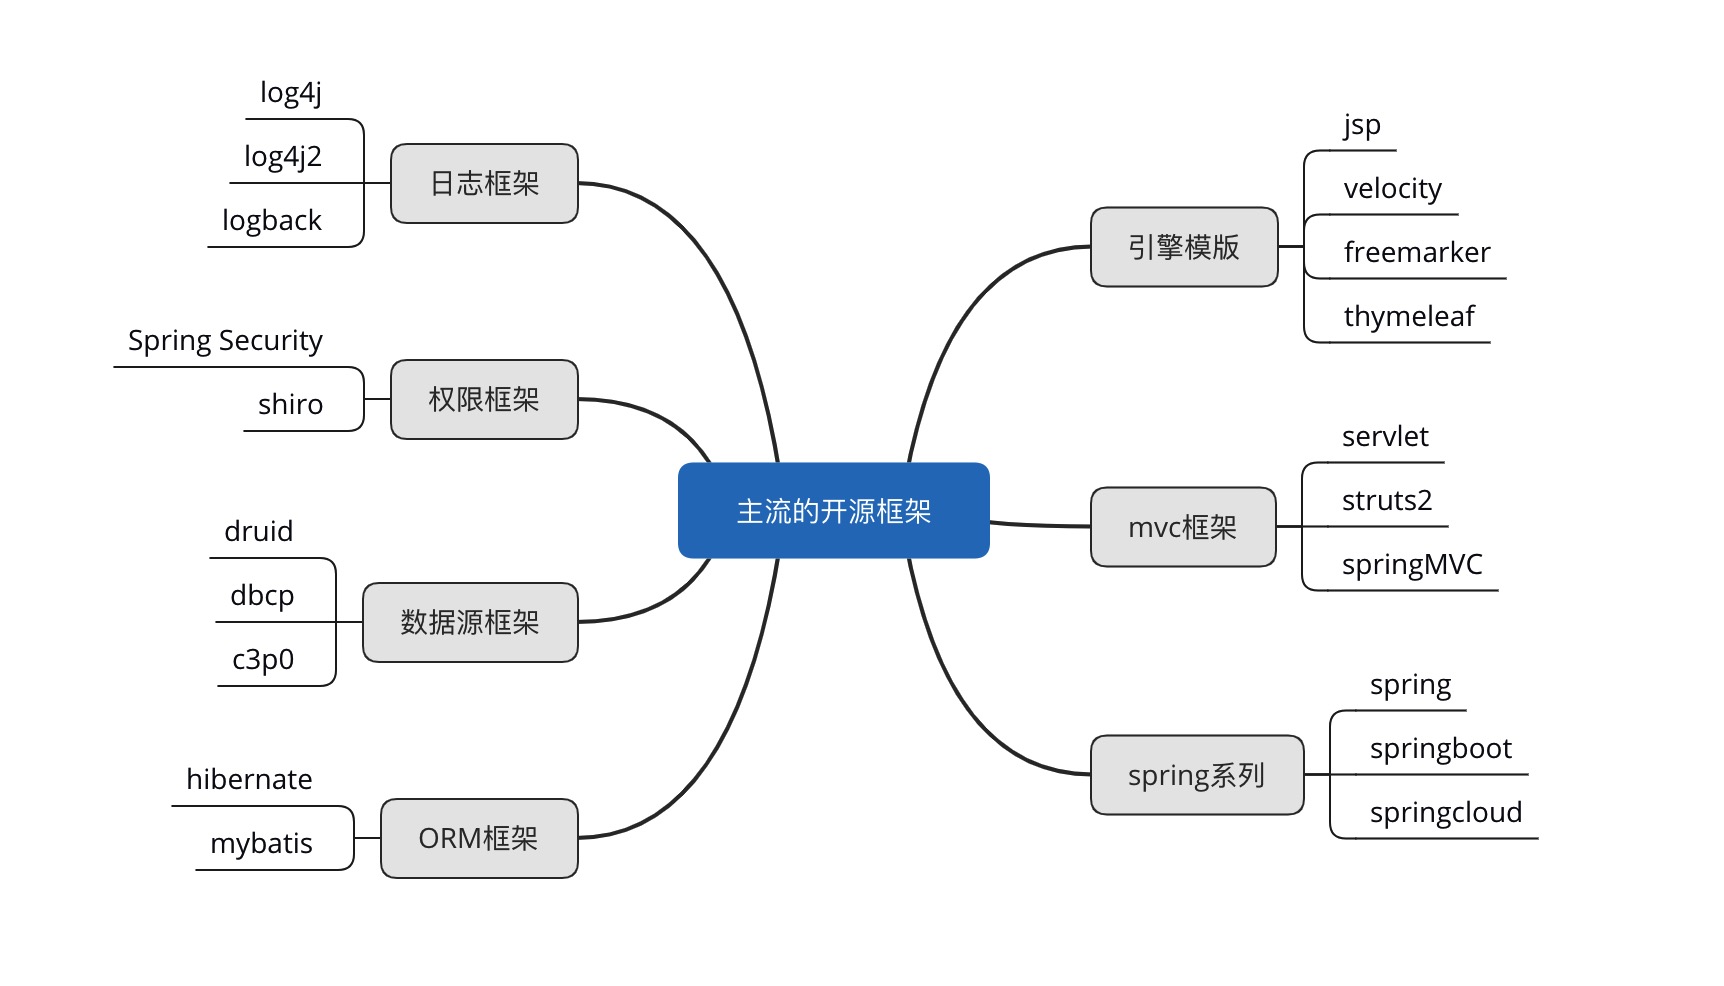 主流的开源框架
引擎模版
jsp
velocity
freemarker
thymeleaf
mvc框架
servlet
struts2
springMVC
spring系列
spring
springboot
springcloud
日志框架
log4j
log4j2
logback
权限框架
Spring Security
shiro
数据源框架
druid
dbcp
c3p0
ORM框架
hibernate
mybatis